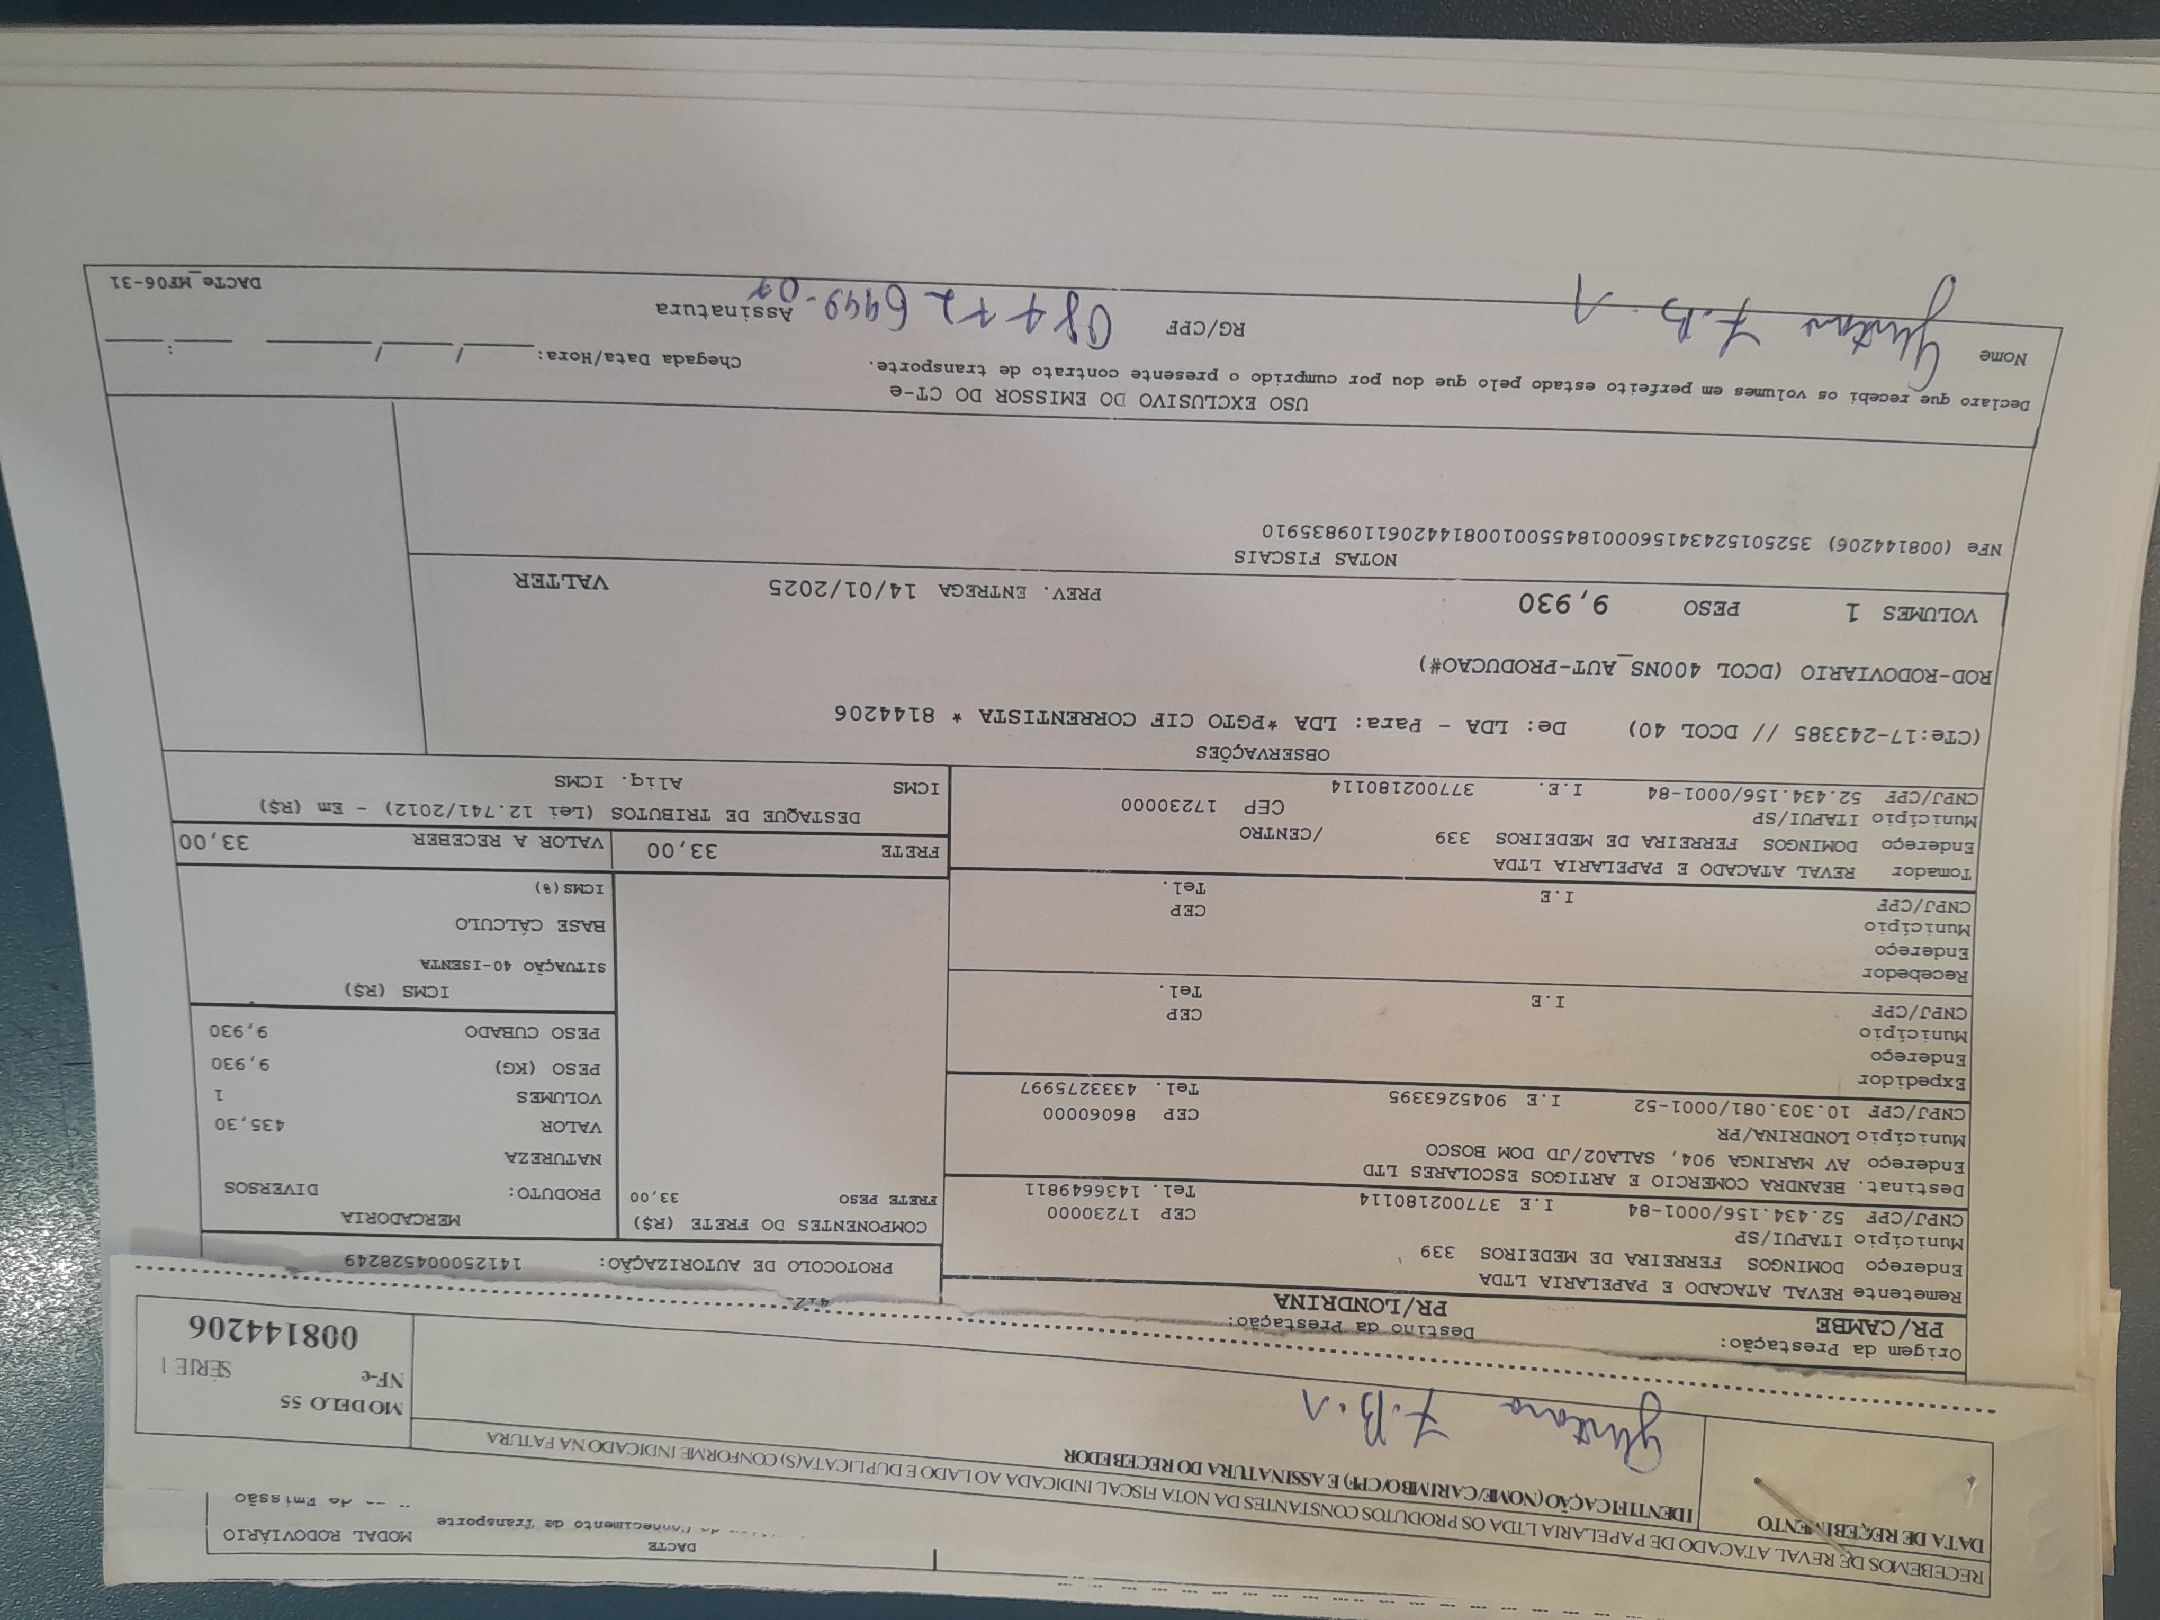 DACTE
MODAL RODOVIÁRIO
Conhecimento de Transporte
da Emissão
RECEBEMOS DE REVAL ATACADO DE PAPELARIA LTDA OS PRODUTOS CONSTANTES DA NOTA FISCAL INDICADA AO LADO E DUPLICATA(S) CONFORME INDICADO NA FATURA
DATA DE RECEBIMENTO
IDENTIFICAÇÃO (NOME/CARIMBO/CPF) E ASSINATURA DO RECEBEDOR
Gustavo F.B.A
MODELO 55
NF-e SÉRIE 1
008144206
Origem da Prestação:
PR/CAMBE
Destino da Prestação:
PR/LONDRINA
Remetente REVAL ATACADO E PAPELARIA LTDA
Endereço DOMINGOS FERREIRA DE MEDEIROS 339
Município ITAPUI/SP CEP 17230000
CNPJ/CPF 52.434.156/0001-84 I.E 377002180114 Tel. 1436649811
Destinat. BEANDRA COMERCIO E ARTIGOS ESCOLARES LTD
Endereço AV MARINGA 904, SALA02/JD DOM BOSCO
Município LONDRINA/PR CEP 86060000
CNPJ/CPF 10.303.081/0001-52 I.E 9045263395 Tel. 4333275997
Expedidor
Endereço
Município CEP
CNPJ/CPF I.E Tel.
Recebedor
Endereço
Município CEP
CNPJ/CPF I.E Tel.
Tomador REVAL ATACADO E PAPELARIA LTDA
Endereço DOMINGOS FERREIRA DE MEDEIROS 339 /CENTRO
Município ITAPUI/SP CEP 17230000
CNPJ/CPF 52.434.156/0001-84 I.E. 377002180114
PROTOCOLO DE AUTORIZAÇÃO: 141250004528249
COMPONENTES DO FRETE (R$)
FRETE PESO 33,00
MERCADORIA
PRODUTO: DIVERSOS
NATUREZA
VALOR 435,30
VOLUMES 1
PESO (KG) 9,930
PESO CUBADO 9,930
ICMS (R$)
SITUAÇÃO 40-ISENTA
BASE CÁLCULO
ICMS(%)
FRETE 33,00
VALOR A RECEBER 33,00
DESTAQUE DE TRIBUTOS (Lei 12.741/2012) - Em (R$)
ICMS Aliq. ICMS
OBSERVAÇÕES
(CTe:17-243385 // DCOL 40) De: LDA - Para: LDA *PGTO CIF CORRENTISTA * 8144206
ROD-RODOVIARIO (DCOL 400NS_AUT-PRODUCAO#)
VOLUMES 1 PESO 9,930 PREV. ENTREGA 14/01/2025 VALTER
NOTAS FISCAIS
NFe (008144206) 35250152434156000184550010081442061109835910
USO EXCLUSIVO DO EMISSOR DO CT-e
Declaro que recebi os volumes em perfeito estado pelo que dou por cumprido o presente contrato de transporte.
Chegada Data/Hora: ____/____/______ ____:____
Nome Gustavo F.B.A RG/CPF Assinatura
DACTe_MF06-31